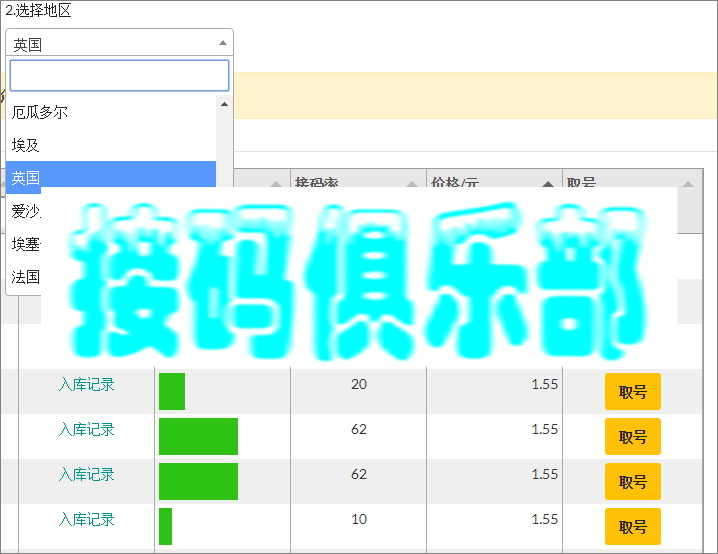 2.选择地区
英国
厄瓜多尔
埃及
英国
爱沙
埃塞
法国
接码率 价格/元 取号
接码俱乐部
入库记录 20 1.55 取号
入库记录 62 1.55 取号
入库记录 62 1.55 取号
入库记录 10 1.55 取号